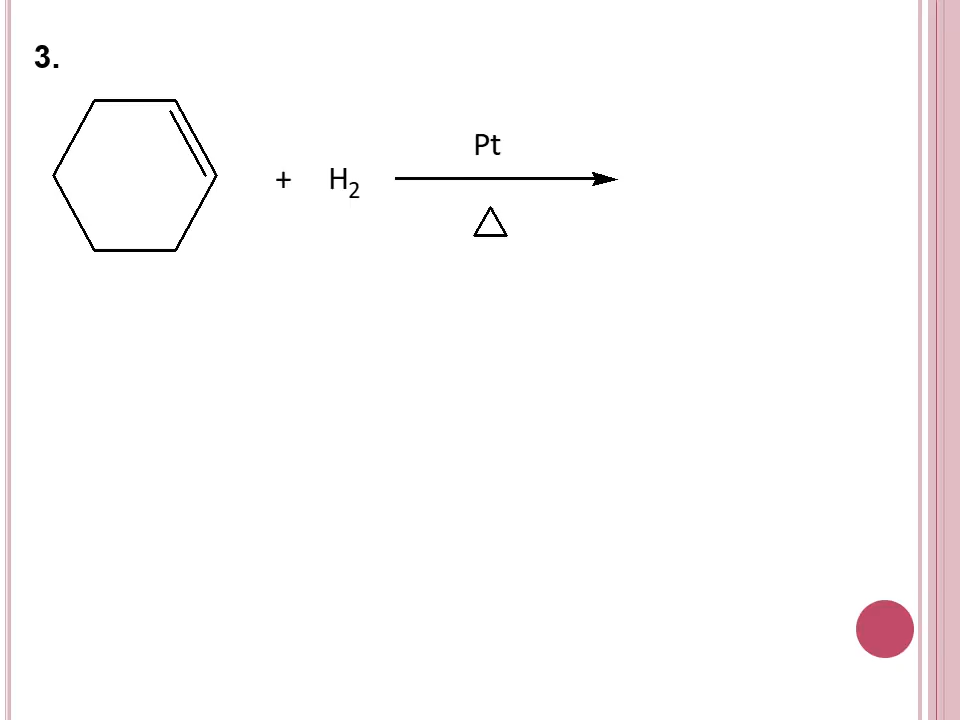 3.
Pt
+ H₂